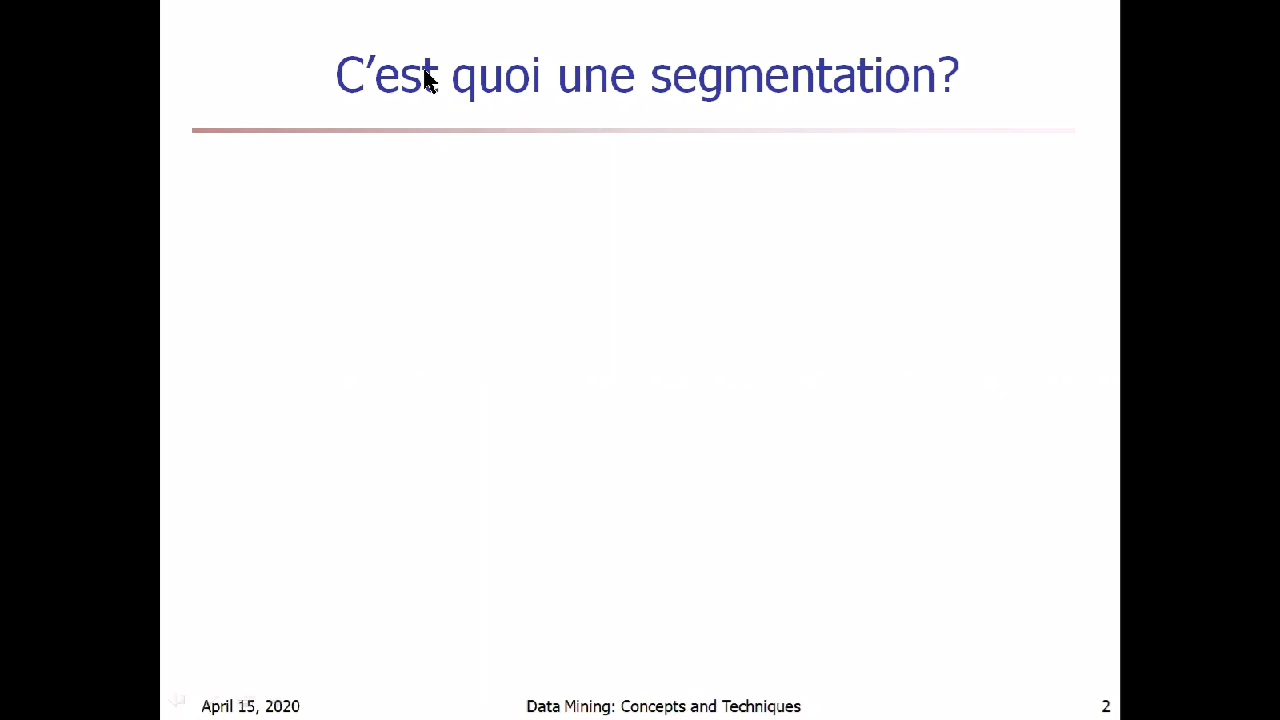 C’est quoi une segmentation?
April 15, 2020
Data Mining: Concepts and Techniques
2